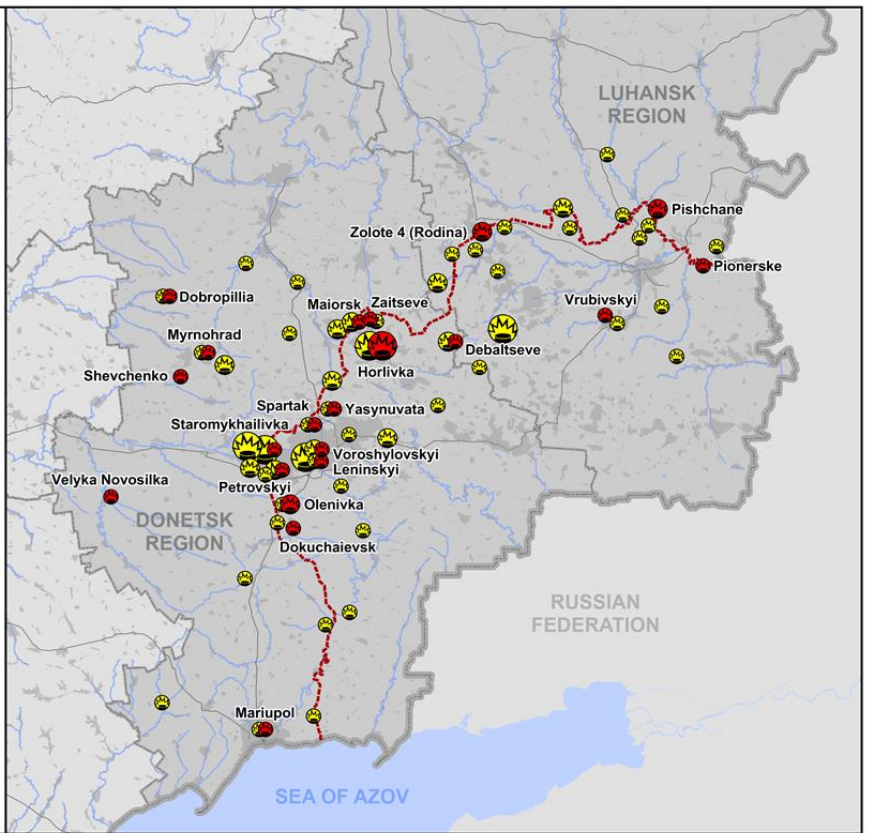 LUHANSK
REGION
Pishchane
Zolote 4 (Rodina)
Pionerske
Dobropillia
Maiorsk
Zaitseve
Vrubivskyi
Myrnohrad
Debaltseve
Horlivka
Shevchenko
Spartak
Yasynuvata
Staromykhailivka
Voroshylovskyi
Leninskyi
Velyka Novosilka
Petrovskyi
Olenivka
DONETSK
REGION
Dokuchaievsk
RUSSIAN
FEDERATION
Mariupol
SEA OF AZOV